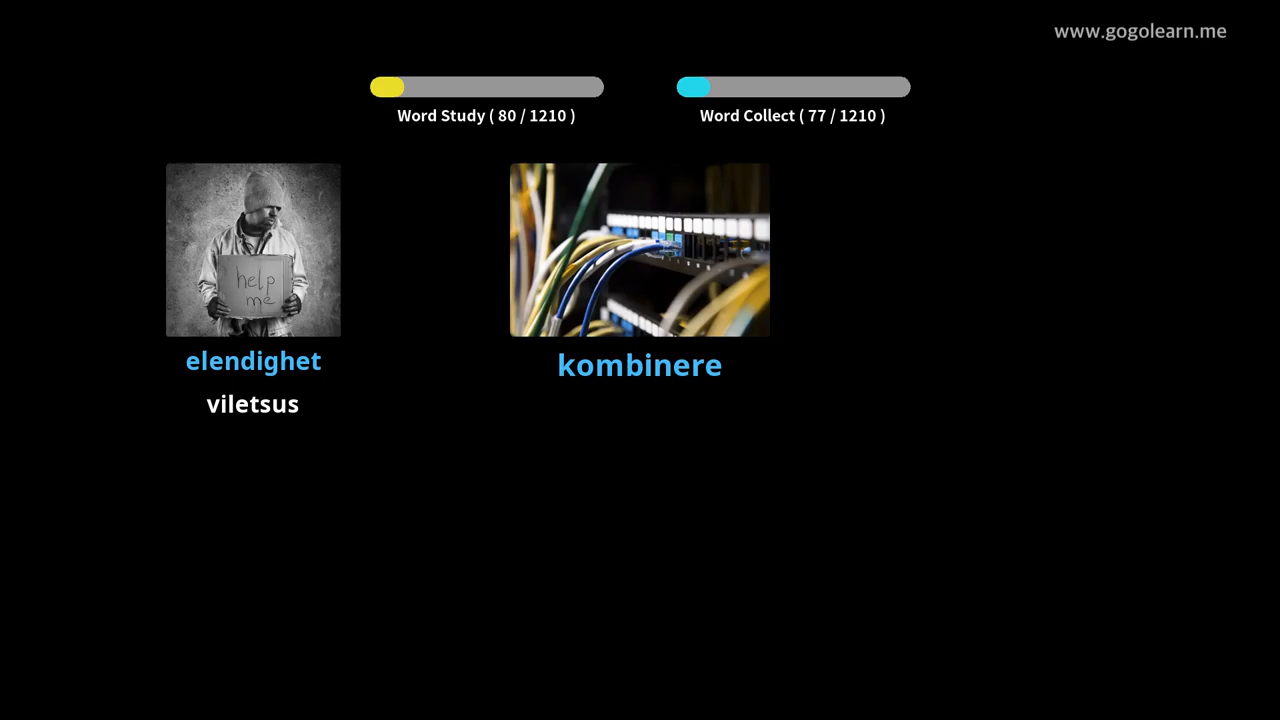 www.gogolearn.me
Word Study ( 80 / 1210 )
Word Collect ( 77 / 1210 )
help
me
elendighet
viletsus
kombinere